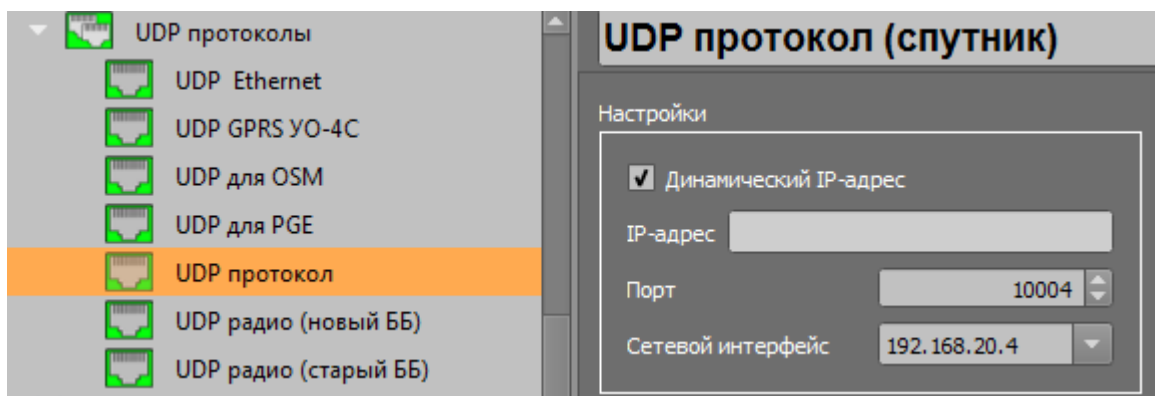 UDP протоколы
UDP Ethernet
UDP GPRS УО-4С
UDP для OSM
UDP для PGE
UDP протокол
UDP радио (новый ББ)
UDP радио (старый ББ)
UDP протокол (спутник)
Настройки
Динамический IP-адрес
IP-адрес
Порт 10004
Сетевой интерфейс 192.168.20.4